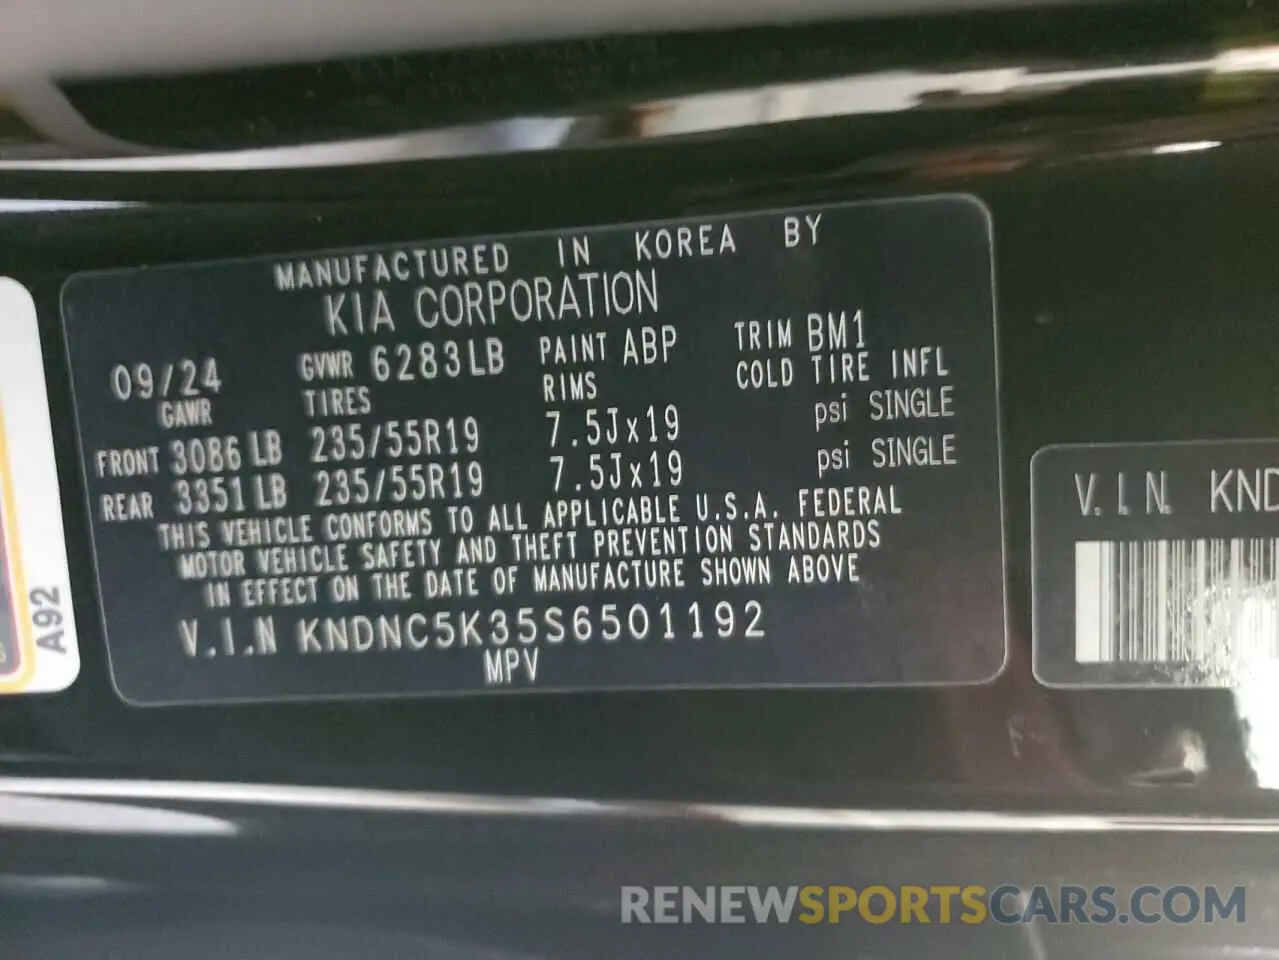 MANUFACTURED IN KOREA BY
KIA CORPORATION
09/24 GVWR 6283LB PAINT ABP TRIM BM1
GAWR TIRES RIMS COLD TIRE INFL
FRONT 3086 LB 235/55R19 7.5Jx19 psi SINGLE
REAR 3351 LB 235/55R19 7.5Jx19 psi SINGLE
THIS VEHICLE CONFORMS TO ALL APPLICABLE U.S.A. FEDERAL
MOTOR VEHICLE SAFETY AND THEFT PREVENTION STANDARDS
IN EFFECT ON THE DATE OF MANUFACTURE SHOWN ABOVE
V.I.N KNDNC5K35S6501192
MPV
V.I.N. KND
A92
RENEWSPORTSCARS.COM